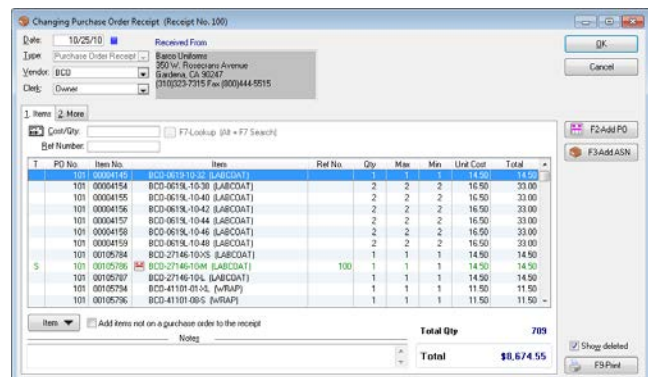 Changing Purchase Order Receipt (Receipt No. 100)
Date: 10/25/10
Received From
OK
Type: Purchase Order Receipt
Barco Uniforms
350 W. Rosecrans Avenue
Cancel
Vendor: BCO
Gardena, CA 90247
(310)323-7315 Fax (800)444-5515
Clerk: Owner
1. Items 2. More
Cost/Qty: F7-Lookup (Alt + F7 Search) F2-Add PO
Ref Number: F3-Add ASN
T PO No. Item No. Item Ref No. Qty Max Min Unit Cost Total
101 00004145 BCO-0619-10-32 (LABCOAT) 1 1 1 14.50 14.50
101 00004154 BCO-0619L-10-38 (LABCOAT) 2 2 2 16.50 33.00
101 00004155 BCO-0619L-10-40 (LABCOAT) 2 2 2 16.50 33.00
101 00004156 BCO-0619L-10-42 (LABCOAT) 2 2 2 16.50 33.00
101 00004157 BCO-0619L-10-44 (LABCOAT) 2 2 2 16.50 33.00
101 00004158 BCO-0619L-10-46 (LABCOAT) 2 2 2 16.50 33.00
101 00004159 BCO-0619L-10-48 (LABCOAT) 2 2 2 16.50 33.00
101 00105784 BCO-27146-10-XS (LABCOAT) 1 1 1 14.50 14.50
S 101 00105786 BCO-27146-10-M (LABCOAT) 100 1 1 1 14.50 14.50
101 00105787 BCO-27146-10-L (LABCOAT) 1 1 1 14.50 14.50
101 00105794 BCO-41101-01-XL (WRAP) 1 1 1 11.50 11.50
101 00105796 BCO-41101-08-S (WRAP) 1 1 1 11.50 11.50
Item Add items not on a purchase order to the receipt
Notes
Total Qty 709
Show deleted
Total $8,674.55
F9-Print